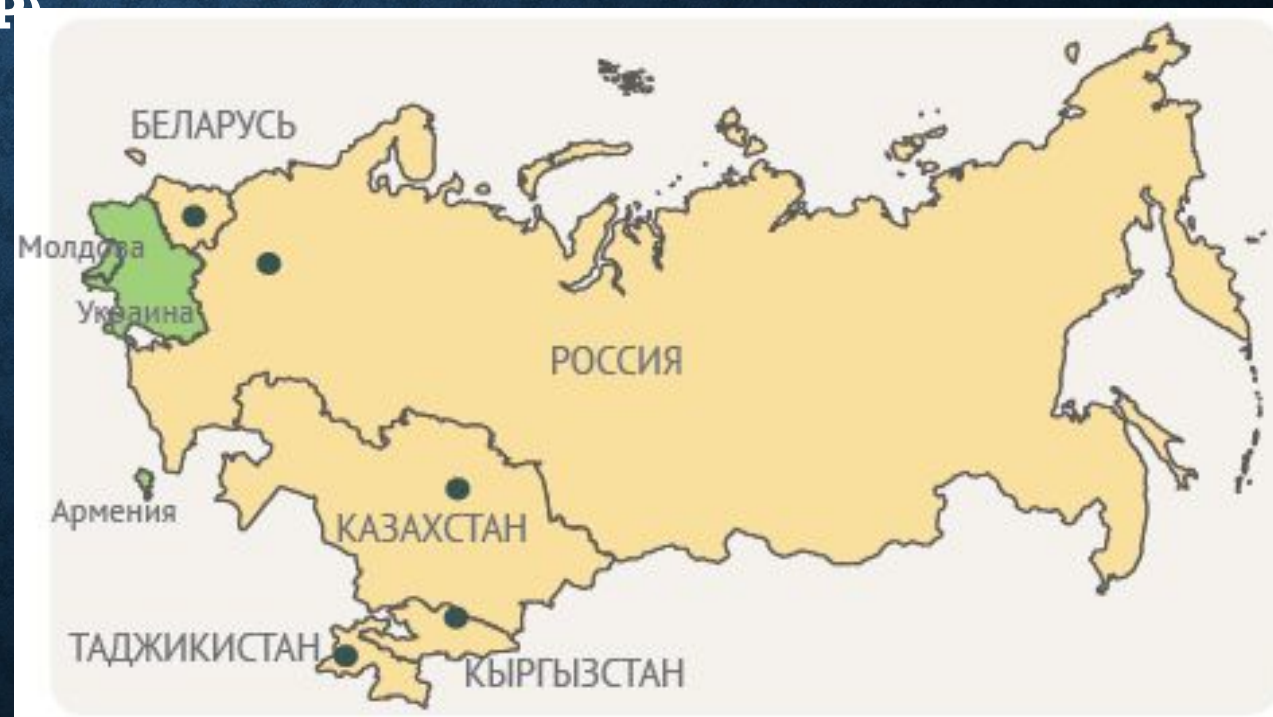 БЕЛАРУСЬ
Молдова
Украина
РОССИЯ
Армения
КАЗАХСТАН
ТАДЖИКИСТАН
КЫРГЫЗСТАН